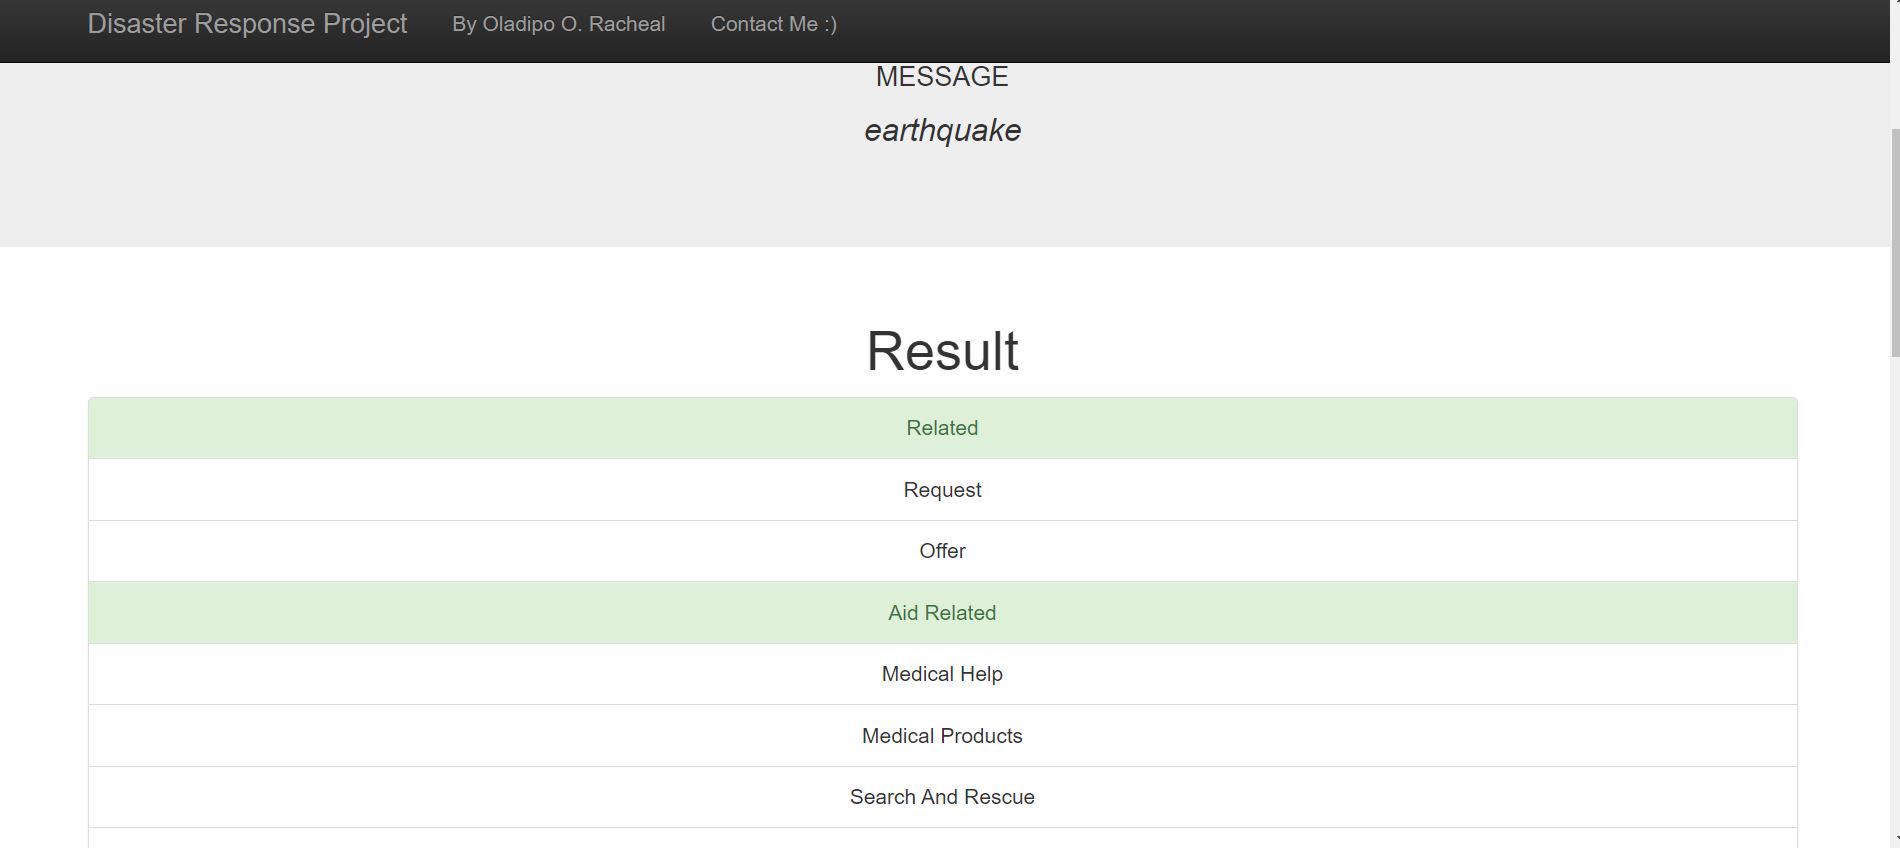 Disaster Response Project By Oladipo O. Racheal Contact Me :)
MESSAGE
earthquake
Result
Related
Request
Offer
Aid Related
Medical Help
Medical Products
Search And Rescue